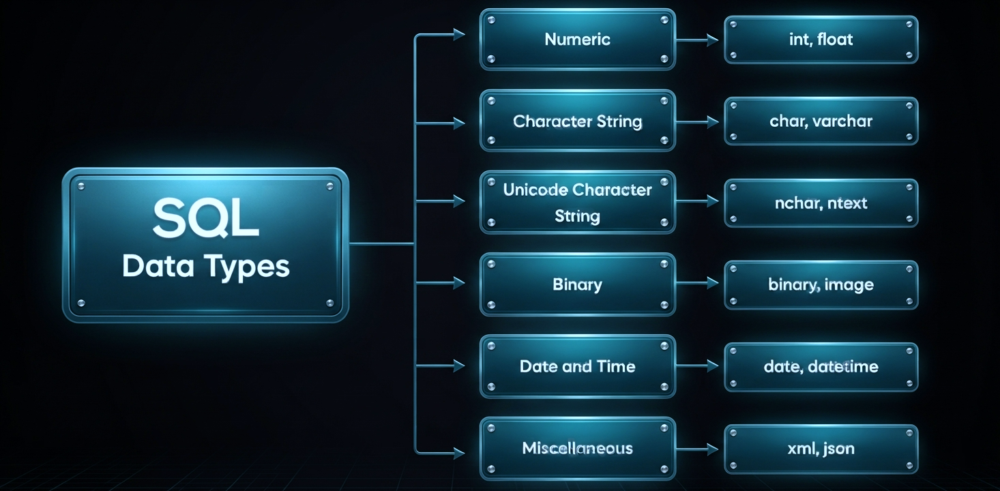 SQL
Data Types
Numeric
int, float
Character String
char, varchar
Unicode Character
String
nchar, ntext
Binary
binary, image
Date and Time
date, datetime
Miscellaneous
xml, json